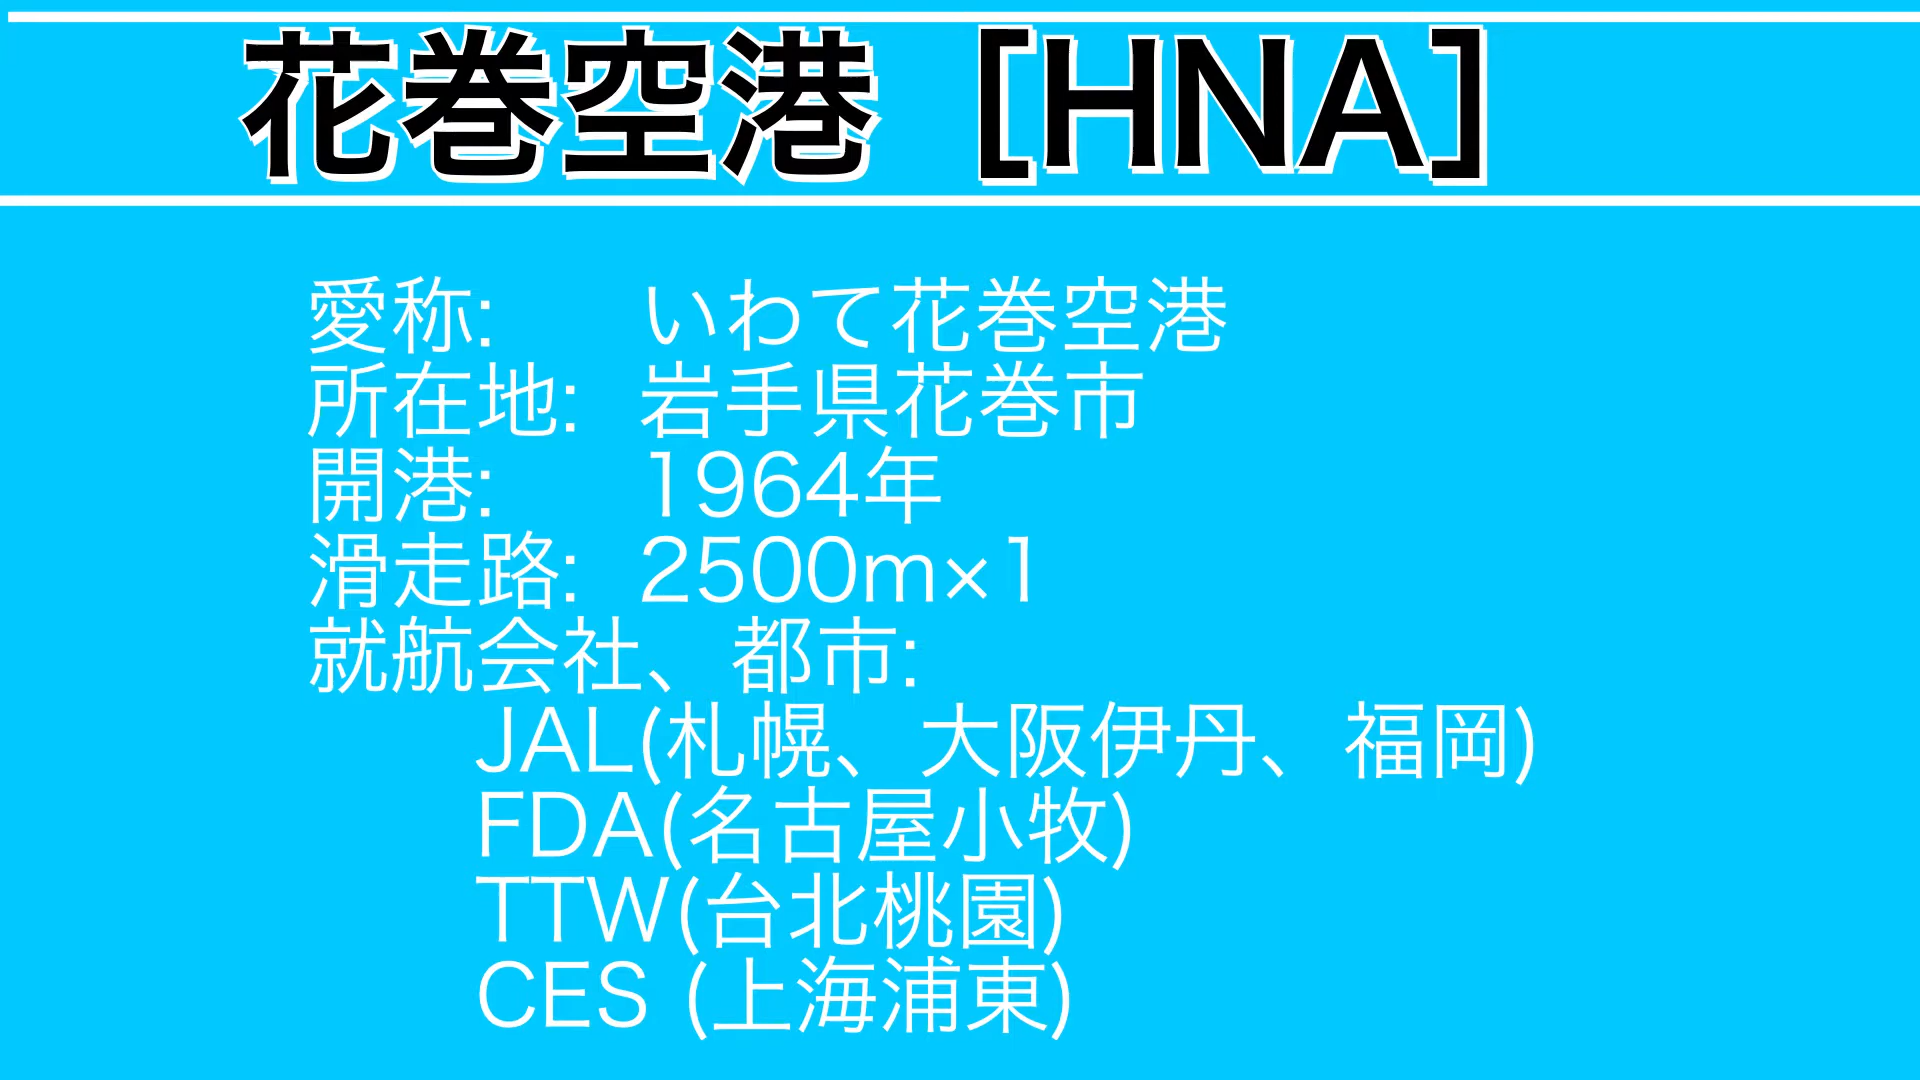 花巻空港［HNA］
愛称: いわて花巻空港
所在地: 岩手県花巻市
開港: 1964年
滑走路: 2500m×1
就航会社、都市:
JAL(札幌、大阪伊丹、福岡)
FDA(名古屋小牧)
TTW(台北桃園)
CES (上海浦東)